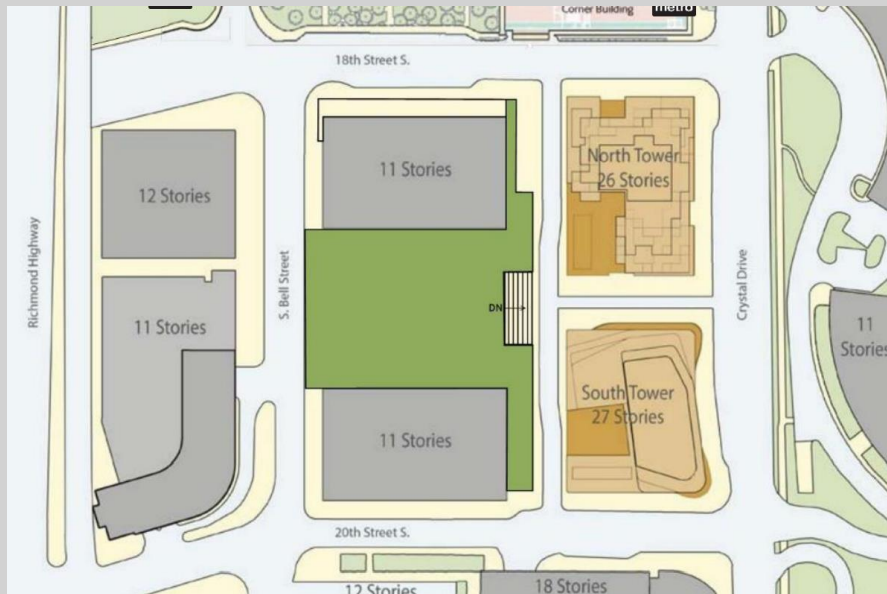 Corner Building
metro
18th Street S.
11 Stories
North Tower
26 Stories
12 Stories
Richmond Highway
S. Bell Street
Crystal Drive
DN
11 Stories
11
Stories
South Tower
27 Stories
11 Stories
20th Street S.
12 Stories
18 Stories